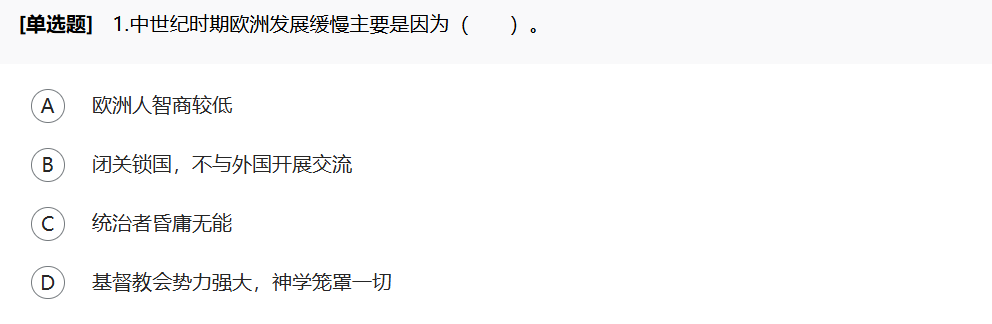 [单选题] 1.中世纪时期欧洲发展缓慢主要是因为（　　）。
A 欧洲人智商较低
B 闭关锁国，不与外国开展交流
C 统治者昏庸无能
D 基督教会势力强大，神学笼罩一切